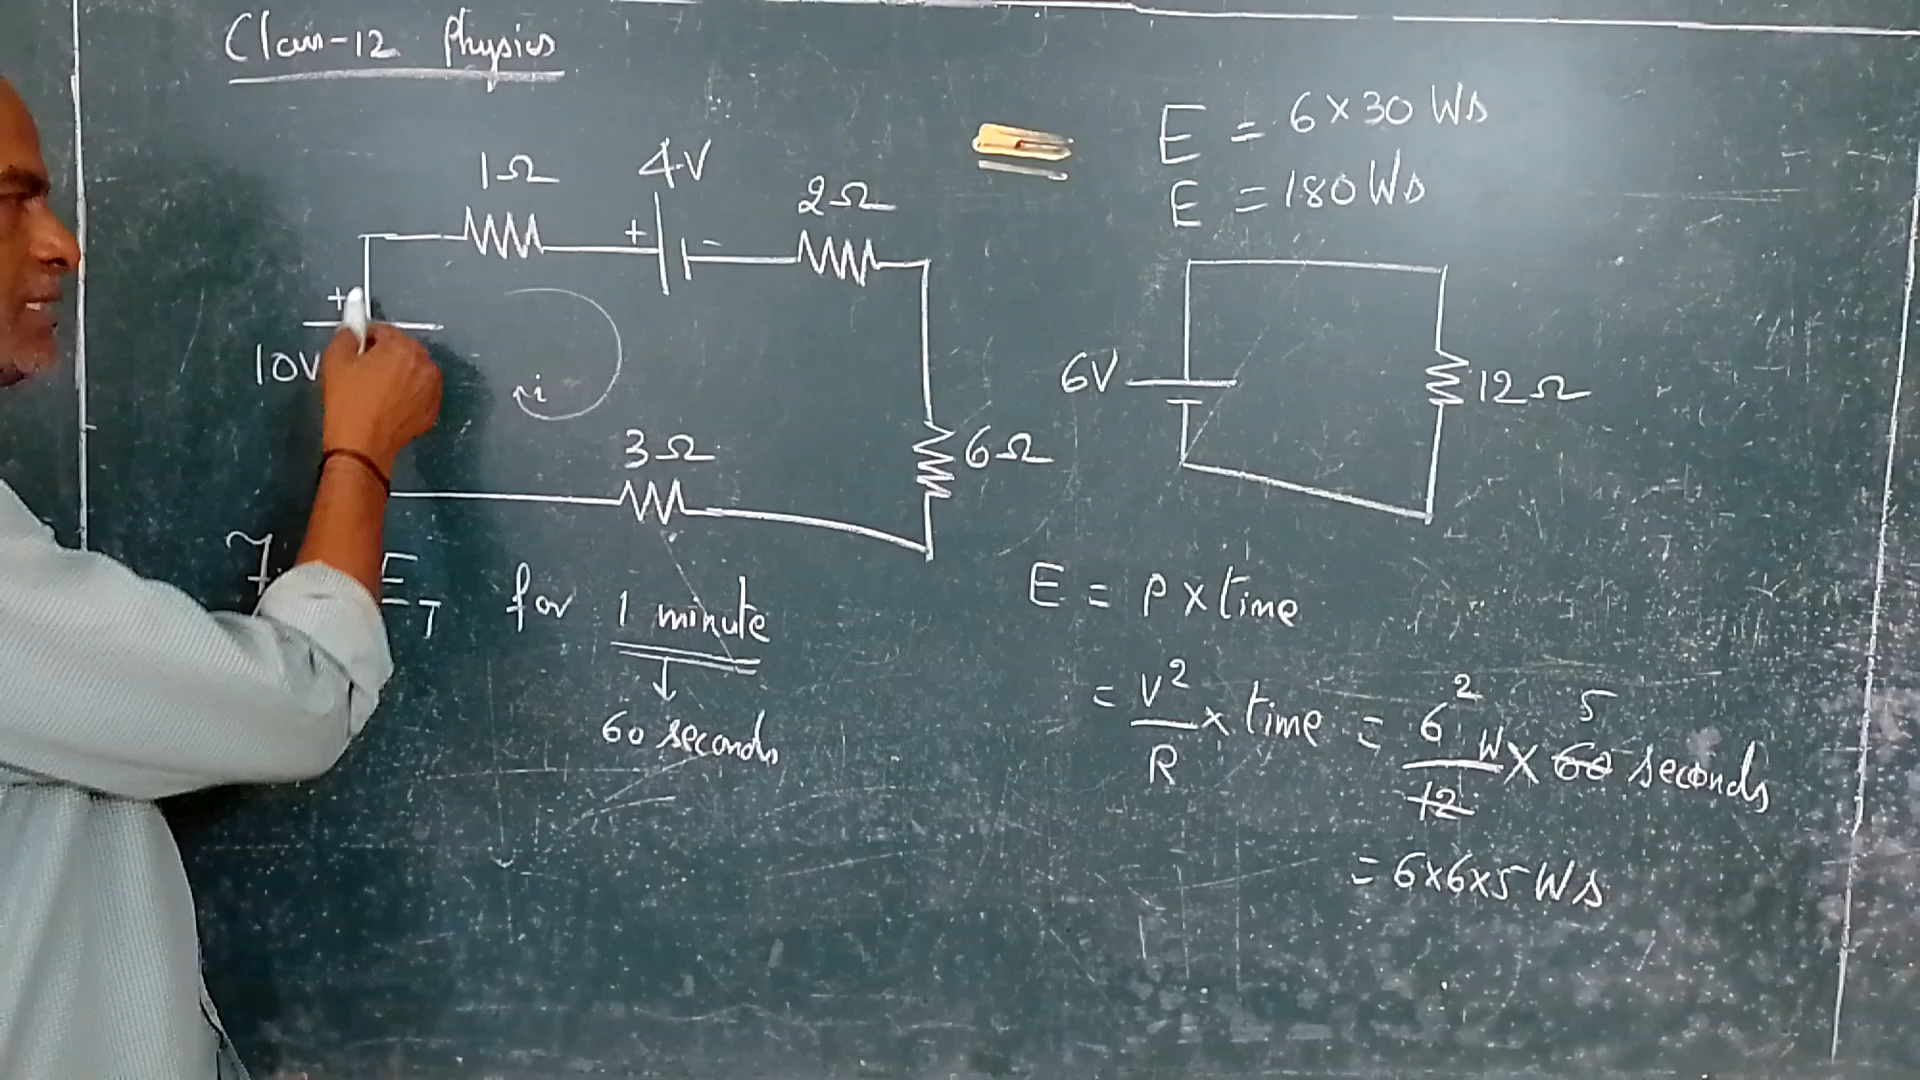 Class-12 Physics
1Ω
4V
2Ω
+
-
+
10V
i
3Ω
6Ω
E_T for 1 minute
↓
60 seconds
E = 6×30 Ws
E = 180 Ws
6V
12Ω
E = P × time
= V²/R × time = 6²/12 W × 60 seconds
5
= 6×6×5 Ws